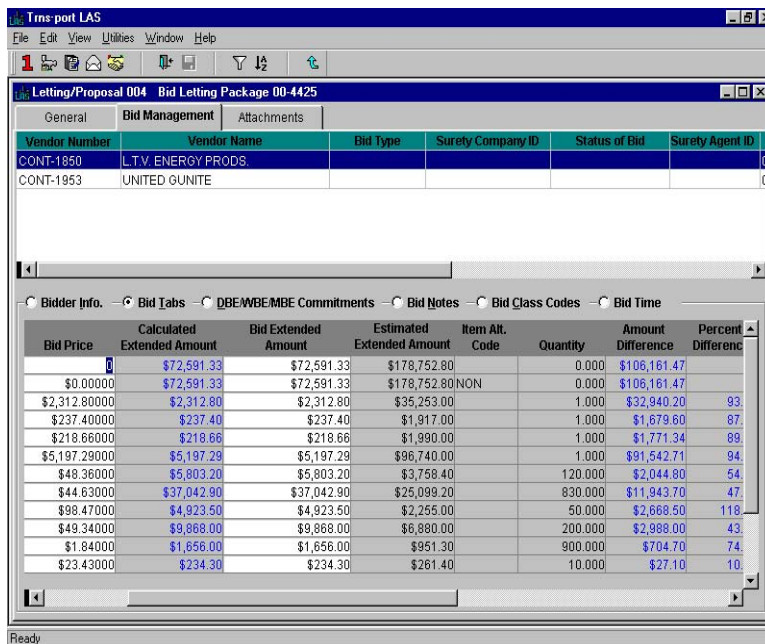 Trns·port LAS
File Edit View Utilities Window Help
Letting/Proposal 004 Bid Letting Package 00-4425
General Bid Management Attachments
Vendor Number Vendor Name Bid Type Surety Company ID Status of Bid Surety Agent ID
CONT-1850 L.T.V. ENERGY PRODS.
CONT-1953 UNITED GUNITE
Bidder Info. Bid Tabs DBE/WBE/MBE Commitments Bid Notes Bid Class Codes Bid Time
Bid Price Calculated Extended Amount Bid Extended Amount Estimated Extended Amount Item Alt. Code Quantity Amount Difference Percent Differenc
0 $72,591.33 $72,591.33 $178,752.80 0.000 $106,161.47
$0.00000 $72,591.33 $72,591.33 $178,752.80 NON 0.000 $106,161.47
$2,312.80000 $2,312.80 $2,312.80 $35,253.00 1.000 $32,940.20 93.
$237.40000 $237.40 $237.40 $1,917.00 1.000 $1,679.60 87.
$218.66000 $218.66 $218.66 $1,990.00 1.000 $1,771.34 89.
$5,197.29000 $5,197.29 $5,197.29 $96,740.00 1.000 $91,542.71 94.
$48.36000 $5,803.20 $5,803.20 $3,758.40 120.000 $2,044.80 54.
$44.63000 $37,042.90 $37,042.90 $25,099.20 830.000 $11,943.70 47.
$98.47000 $4,923.50 $4,923.50 $2,255.00 50.000 $2,668.50 118.
$49.34000 $9,868.00 $9,868.00 $6,880.00 200.000 $2,988.00 43.
$1.84000 $1,656.00 $1,656.00 $951.30 900.000 $704.70 74.
$23.43000 $234.30 $234.30 $261.40 10.000 $27.10 10.
Ready